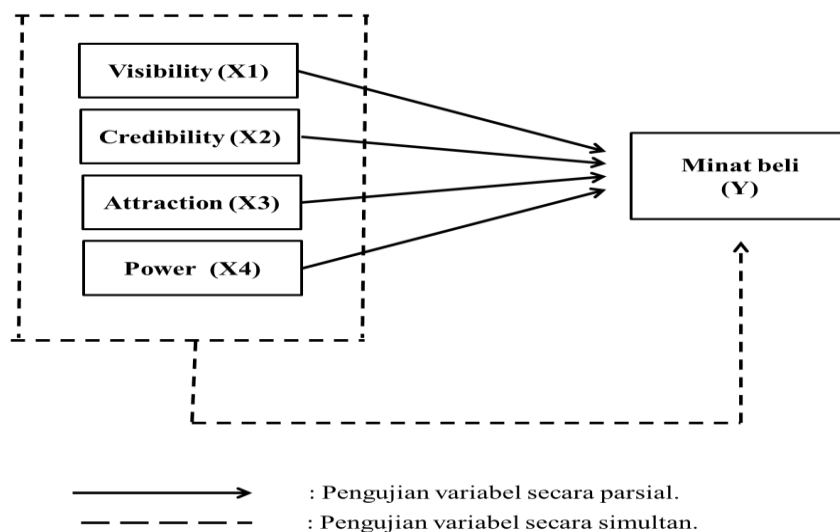 Visibility (X1)
Credibility (X2)
Attraction (X3)
Power (X4)
Minat beli
(Y)
: Pengujian variabel secara parsial.
: Pengujian variabel secara simultan.